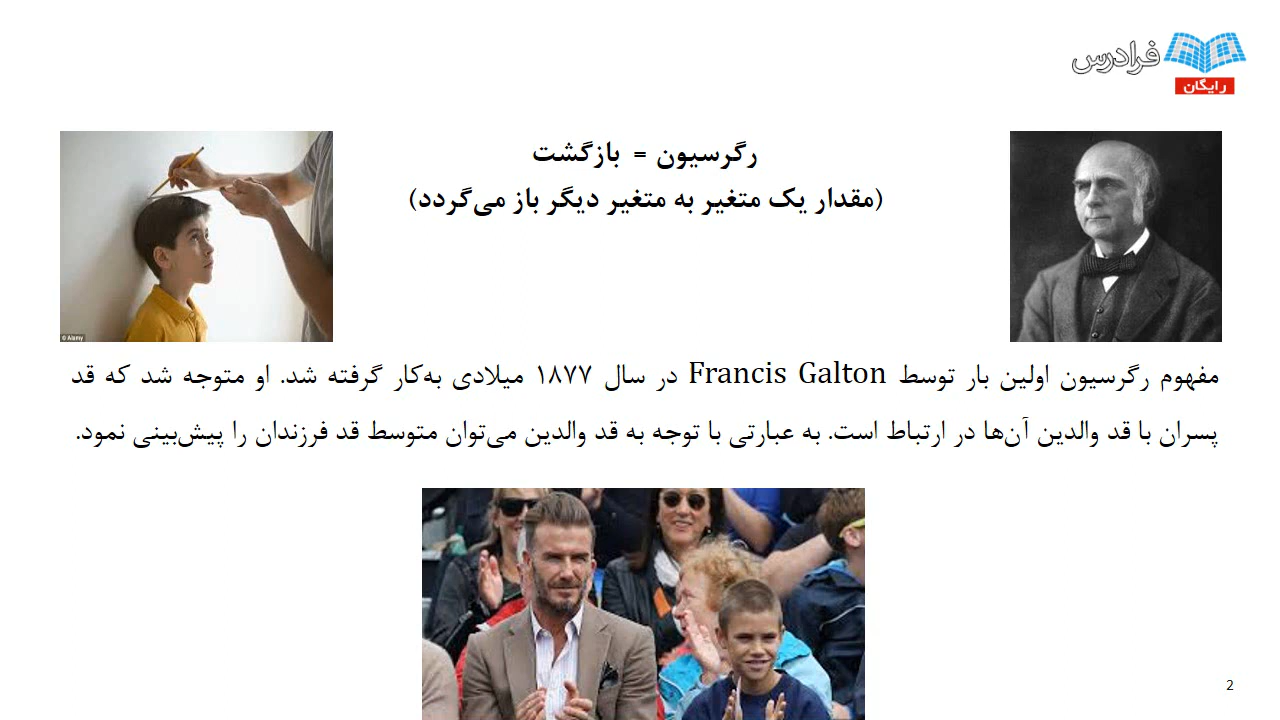 فرادرس
رایگان
رگرسیون = بازگشت
(مقدار یک متغیر به متغیر دیگر باز می‌گردد)
© Alamy
مفهوم رگرسیون اولین بار توسط Francis Galton در سال ۱۸۷۷ میلادی به‌کار گرفته شد. او متوجه شد که قد
پسران با قد والدین آن‌ها در ارتباط است. به عبارتی با توجه به قد والدین می‌توان متوسط قد فرزندان را پیش‌بینی نمود.
2